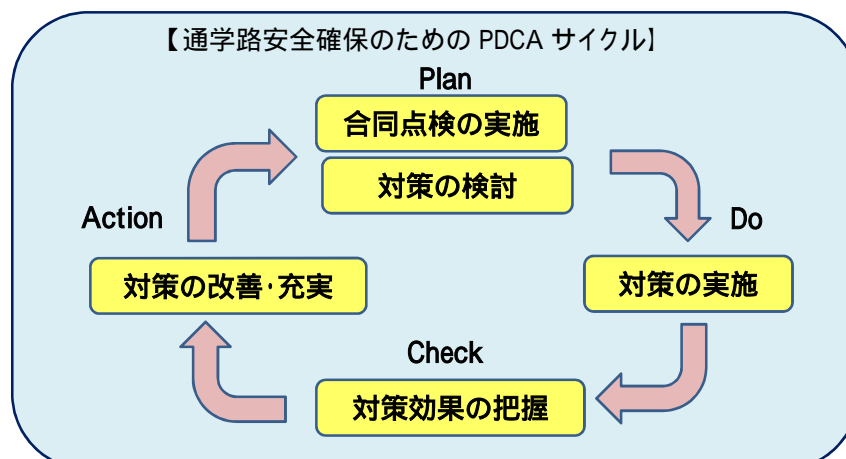 【通学路安全確保のための PDCA サイクル】
Plan
合同点検の実施
対策の検討
Do
対策の実施
Check
対策効果の把握
Action
対策の改善・充実